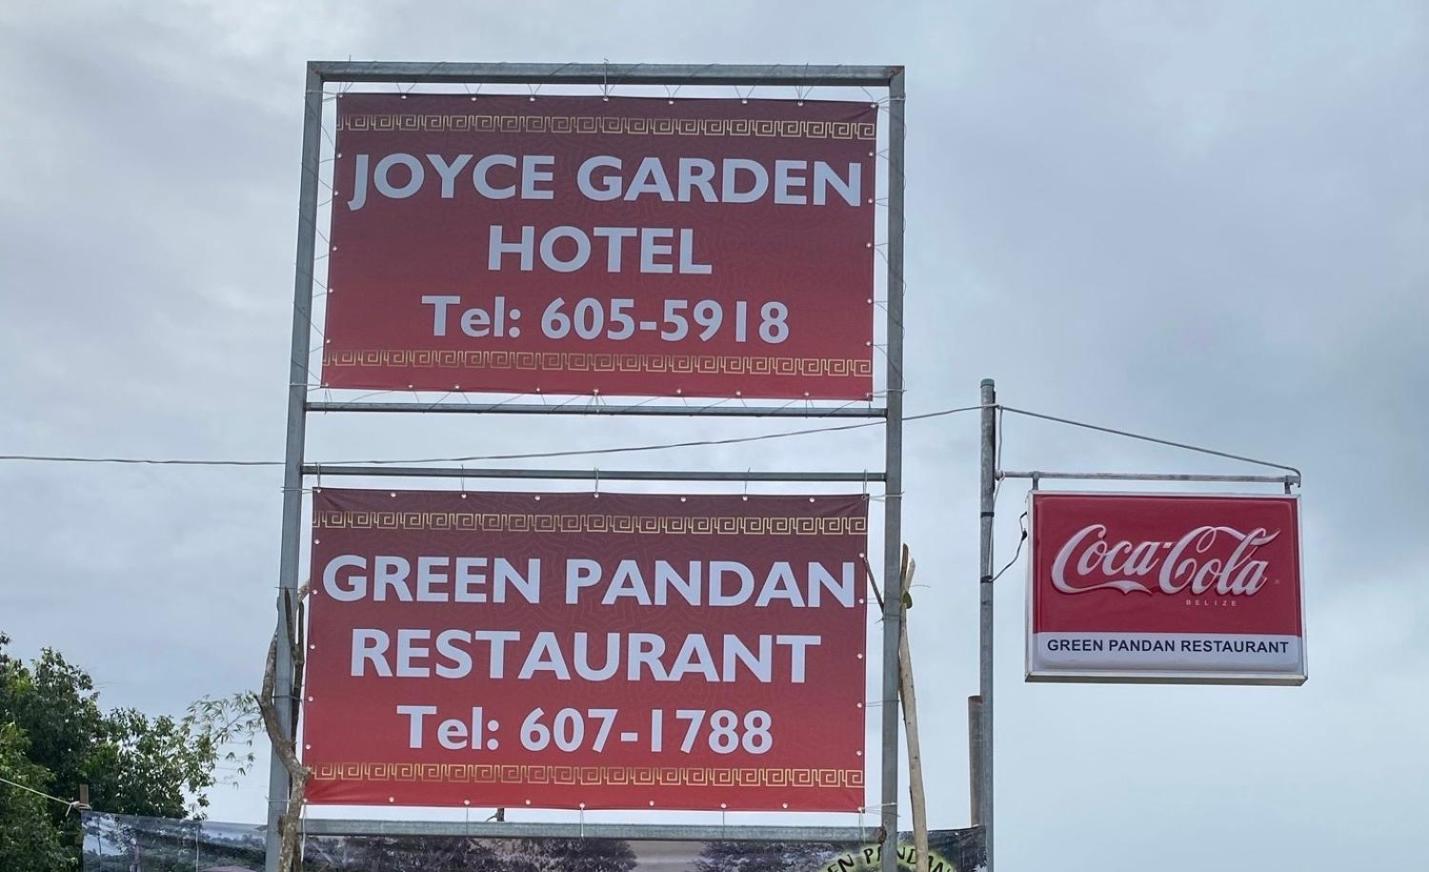 JOYCE GARDEN
HOTEL
Tel: 605-5918
GREEN PANDAN
RESTAURANT
Tel: 607-1788
Coca-Cola
BELIZE
GREEN PANDAN RESTAURANT